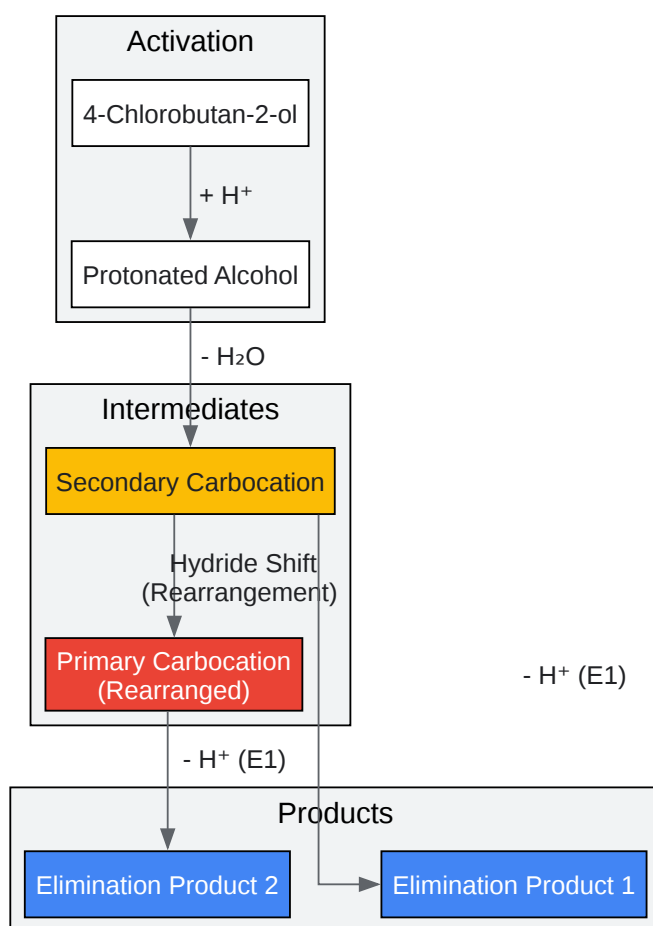 Activation
4-Chlorobutan-2-ol
+ H⁺
Protonated Alcohol
- H₂O
Intermediates
Secondary Carbocation
Hydride Shift
(Rearrangement)
Primary Carbocation
(Rearranged)
- H⁺ (E1)
- H⁺ (E1)
Products
Elimination Product 2
Elimination Product 1